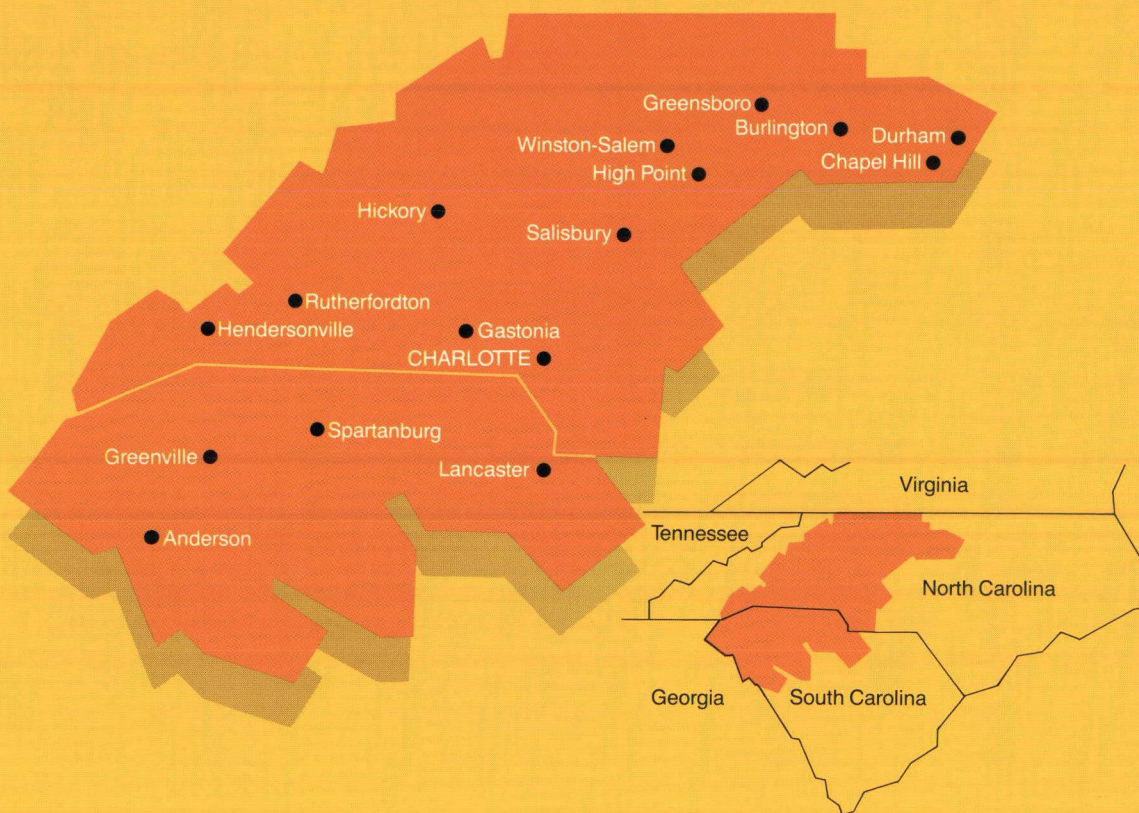 Greensboro
Burlington
Durham
Winston-Salem
Chapel Hill
High Point
Hickory
Salisbury
Rutherfordton
Hendersonville
Gastonia
CHARLOTTE
Spartanburg
Greenville
Lancaster
Anderson
Virginia
Tennessee
North Carolina
Georgia
South Carolina